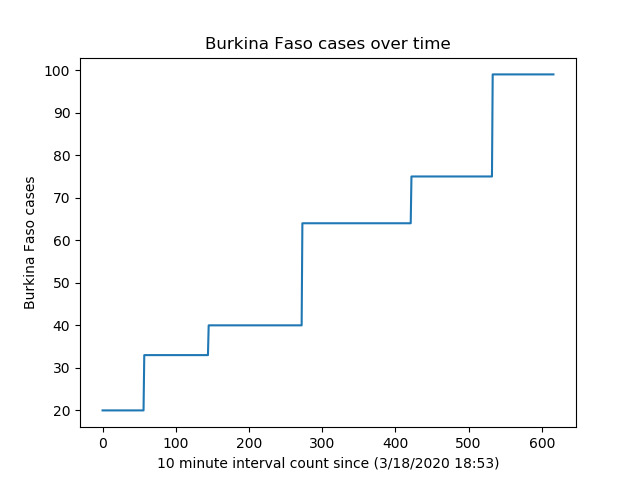 Burkina Faso cases over time
100
90
80
70
60
50
40
30
20
Burkina Faso cases
0 100 200 300 400 500 600
10 minute interval count since (3/18/2020 18:53)